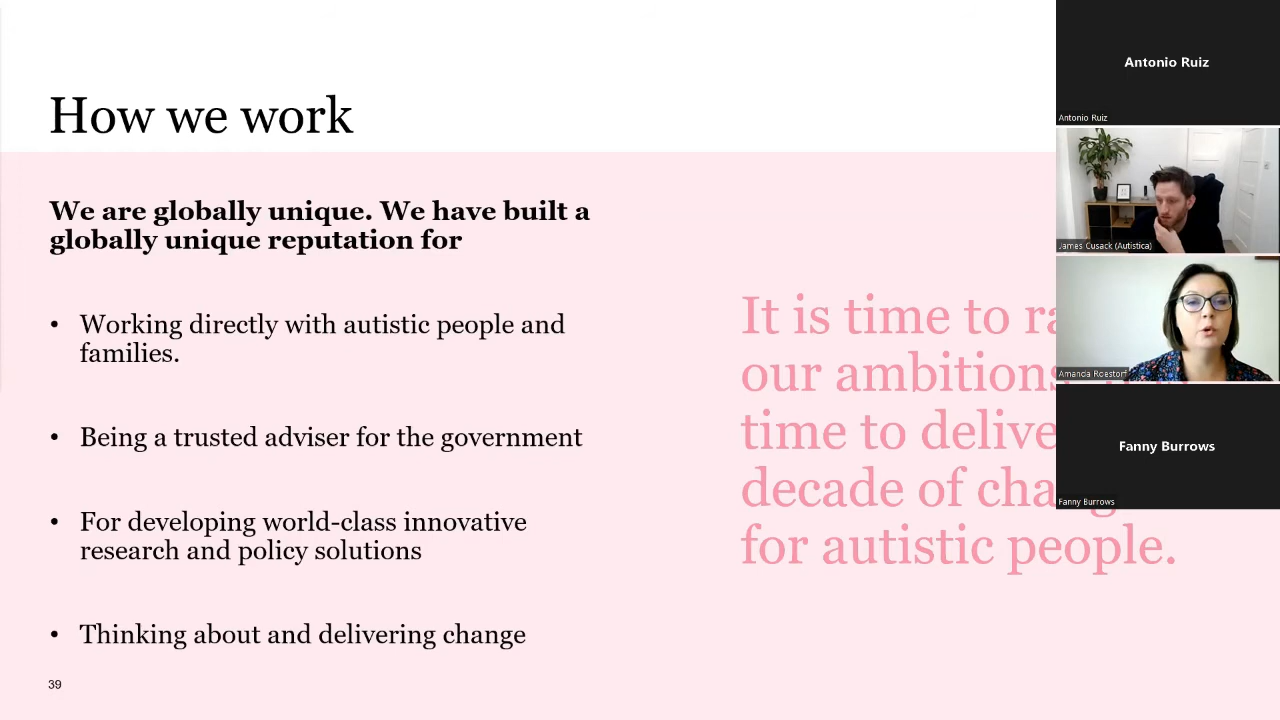 How we work
We are globally unique. We have built a
globally unique reputation for
• Working directly with autistic people and
families.
• Being a trusted adviser for the government
• For developing world-class innovative
research and policy solutions
• Thinking about and delivering change
39
It is time to
our ambitions
time to
decade of
for autistic people.
Antonio Ruiz
Antonio Ruiz
James Cusack (Autistica)
Amanda Roestorf
Fanny Burrows
Fanny Burrows